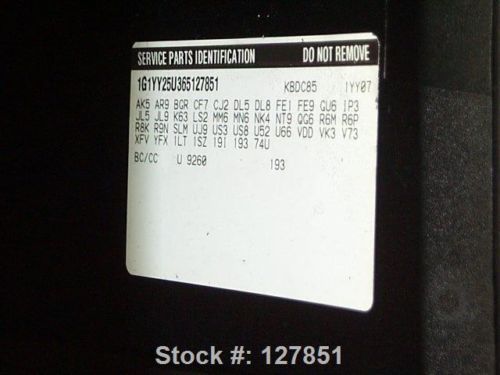 SERVICE PARTS IDENTIFICATION DO NOT REMOVE
1G1YY25U365127851 KBDC85 1YY07
AK5 AR9 BGR CF7 CJ2 DL5 DL8 FE1 FE9 GU6 IP3
JL5 JL9 K63 LS2 MM6 MN6 NK4 NT9 QG6 R6M R6P
R8K R9N SLM UJ9 US3 US8 U52 U66 VDD VK3 V73
XFV YFX 1LT 1SZ 19I 193 74U
BC/CC U 9260 193
Stock #: 127851